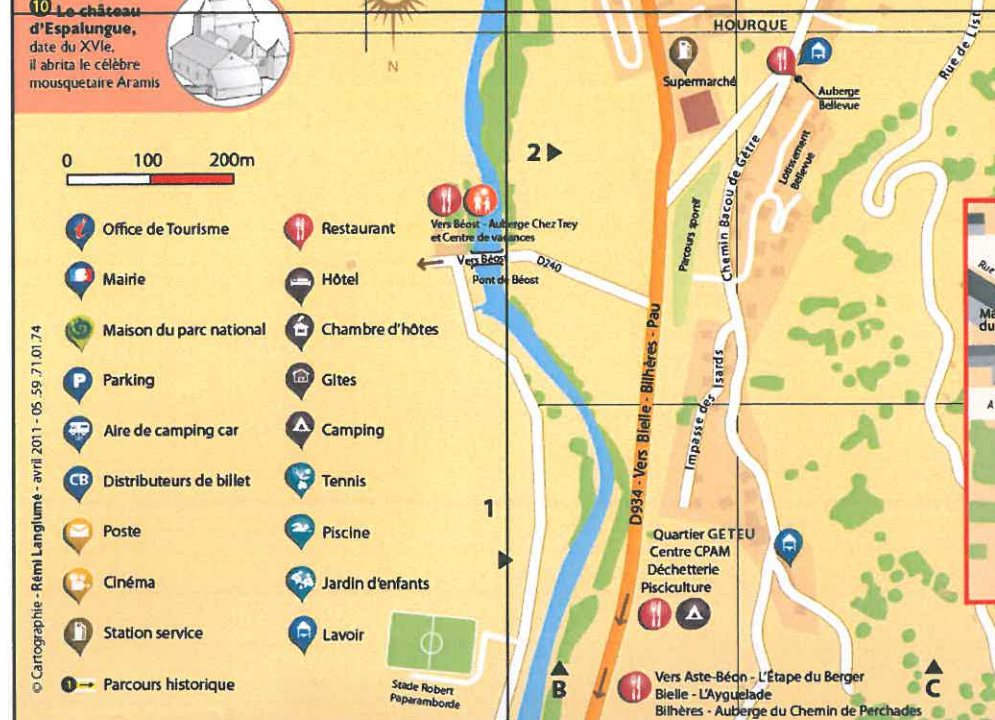 10 Le château
d'Espalungue,
date du XVIe,
il abrita le célèbre
mousquetaire Aramis
N
0 100 200m
Office de Tourisme
Mairie
Maison du parc national
Parking
Aire de camping car
CB Distributeurs de billet
Poste
Cinéma
Station service
1 Parcours historique
Restaurant
Hôtel
Chambre d'hôtes
Gîtes
Camping
Tennis
Piscine
Jardin d'enfants
Lavoir
© Cartographie - Rémi Langlumé - avril 2011 - 05.59.71.01.74
HOURQUE
Supermarché
Auberge
Bellevue
Rue de List
2
Vers Béost - Auberge Chez Trey
et Centre de vacances
Vers Béost
D240
Pont de Béost
Parcours sportif
Chemin Bacou de Gètre
Lotissement
Bellevue
Impasse des Isards
D934 - Vers Bielle - Bilhères - Pau
1
Quartier GETEU
Centre CPAM
Déchetterie
Pisciculture
Stade Robert
Paparamborde
B
C
Vers Aste-Béon - L'Étape du Berger
Bielle - L'Ayguelade
Bilhères - Auberge du Chemin de Perchades
Rue
Ma
du
A